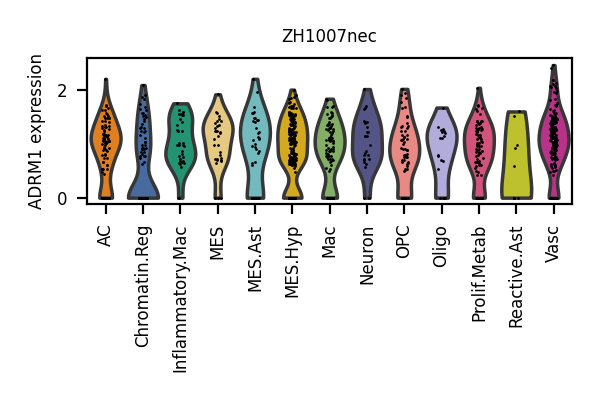 ZH1007nec
ADRM1 expression
2
0
AC
Chromatin.Reg
Inflammatory.Mac
MES
MES.Ast
MES.Hyp
Mac
Neuron
OPC
Oligo
Prolif.Metab
Reactive.Ast
Vasc